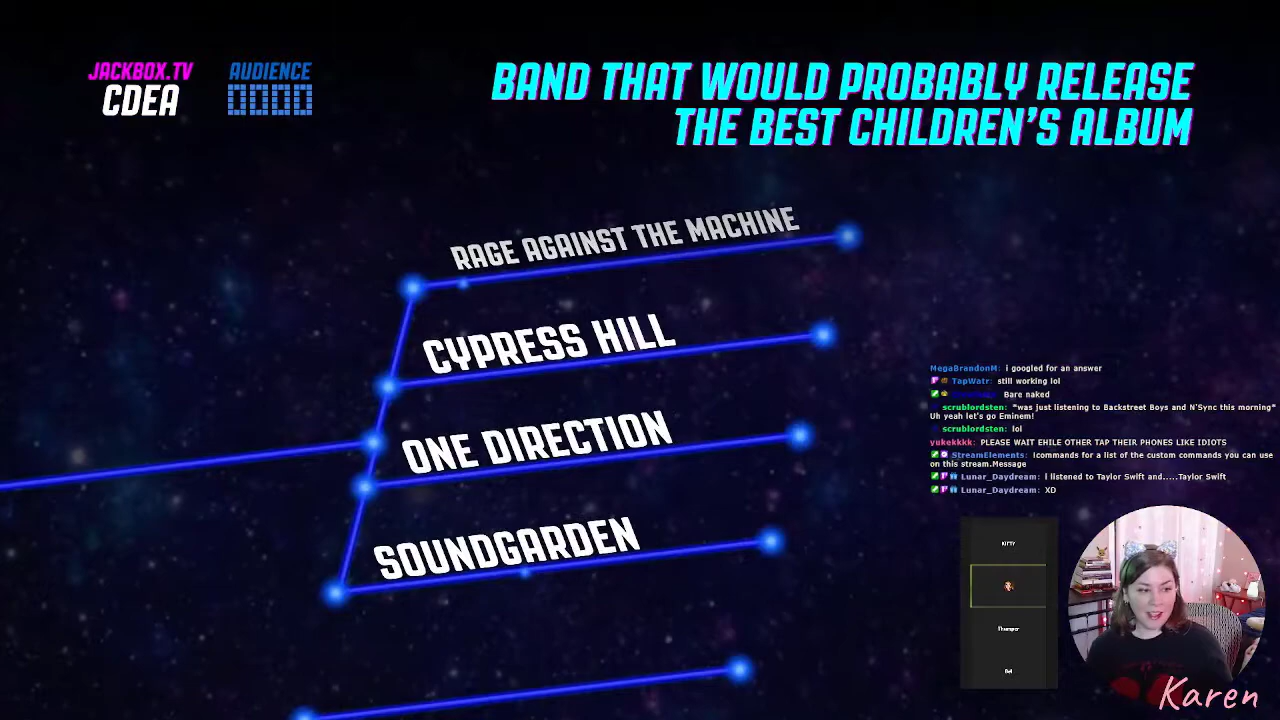 JACKBOX.TV
CDEA
AUDIENCE
BAND THAT WOULD PROBABLY RELEASE
THE BEST CHILDREN'S ALBUM
RAGE AGAINST THE MACHINE
CYPRESS HILL
ONE DIRECTION
SOUNDGARDEN
MegaBrandonM: i googled for an answer
TapWatr: still working lol
Bare naked
scrublordsten: *was just listening to Backstreet Boys and N'Sync this morning*
Uh yeah let's go Eminem!
scrublordsten: lol
yukekkkk: PLEASE WAIT EHILE OTHER TAP THEIR PHONES LIKE IDIOTS
StreamElements: !commands for a list of the custom commands you can use
on this stream.Message
Lunar_Daydream: I listened to Taylor Swift and.....Taylor Swift
Lunar_Daydream: XD
KITTY
Karen